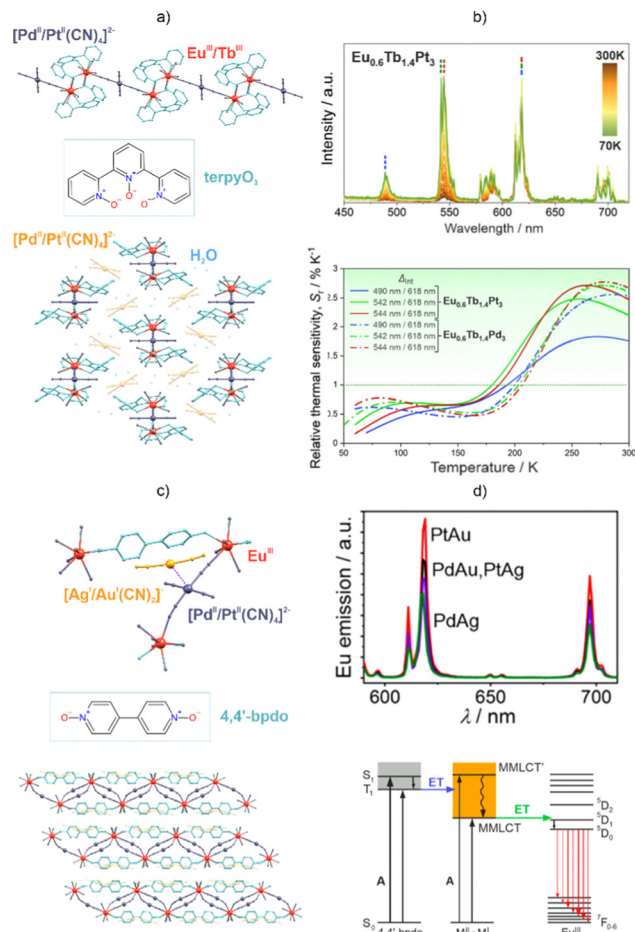 a)
[Pdᴵᴵ/Ptᴵᴵ(CN)₄]²⁻
Euᴵᴵᴵ/Tbᴵᴵᴵ
N⁺
O⁻
N⁺
O⁻
N⁺
O⁻
terpyO₃
[Pdᴵᴵ/Ptᴵᴵ(CN)₄]²⁻
H₂O
b)
Eu₀.₆Tb₁.₄Pt₃
300K
70K
Intensity / a.u.
450 500 550 600 650 700
Wavelength / nm
Δint
490 nm / 618 nm
542 nm / 618 nm Eu₀.₆Tb₁.₄Pt₃
544 nm / 618 nm
490 nm / 618 nm
542 nm / 618 nm Eu₀.₆Tb₁.₄Pd₃
544 nm / 618 nm
Relative thermal sensitivity, Sᵣ / % K⁻¹
50 100 150 200 250 300
Temperature / K
c)
Euᴵᴵᴵ
[Agᴵ/Auᴵ(CN)₂]⁻
[Pdᴵᴵ/Ptᴵᴵ(CN)₄]²⁻
⁻O
N⁺
N⁺
O⁻
4,4'-bpdo
d)
PtAu
PdAu,PtAg
PdAg
Eu emission / a.u.
600 650 700
λ / nm
S₁
T₁
ET
MMLCT'
ET
MMLCT
⁵D₂
⁵D₁
⁵D₀
A
A
S₀
⁷F₀₋₆
4,4'-bpdo
Mᴵᴵ–Mᴵ
Euᴵᴵᴵ